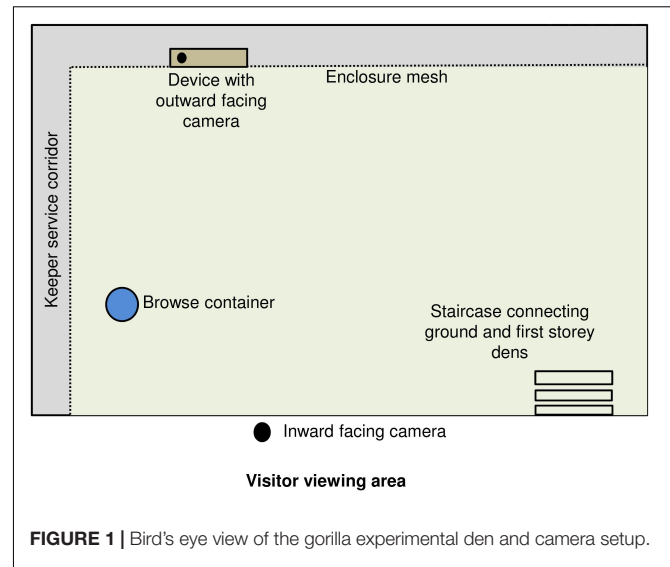 Device with
outward facing
camera
Enclosure mesh
Keeper service corridor
Browse container
Staircase connecting
ground and first storey
dens
Inward facing camera
Visitor viewing area
FIGURE 1 | Bird's eye view of the gorilla experimental den and camera setup.